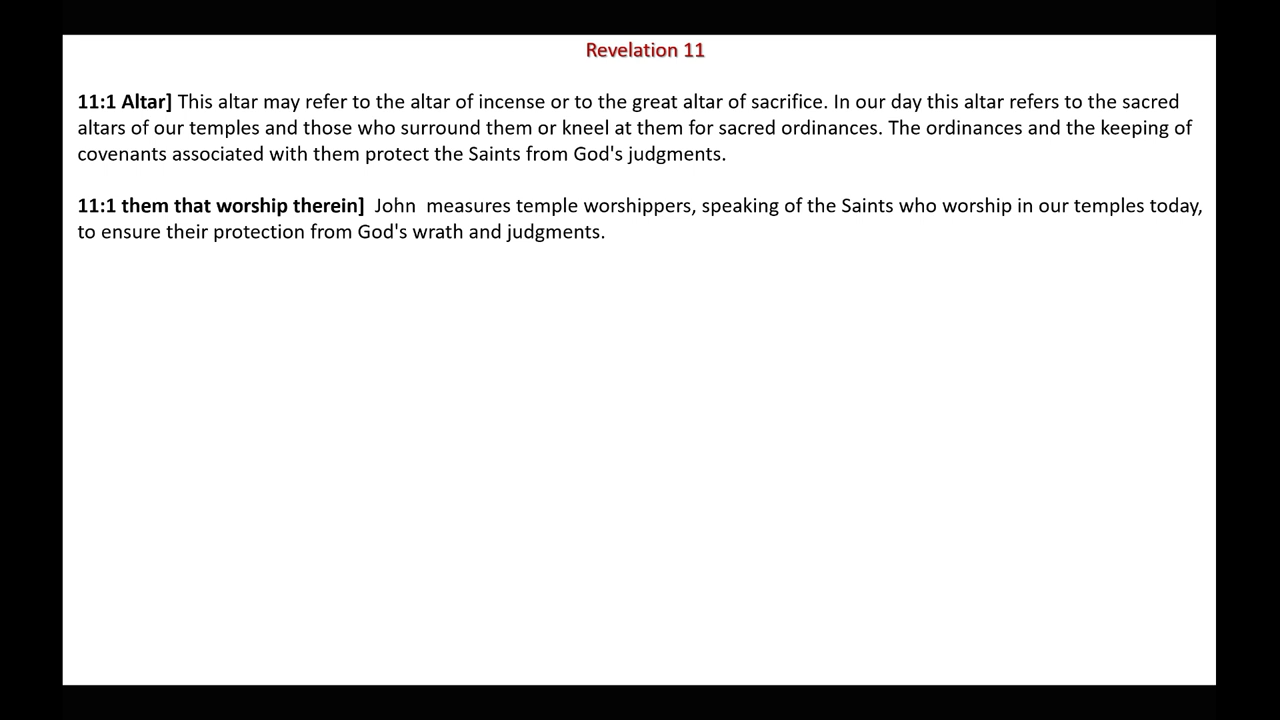 Revelation 11
11:1 Altar] This altar may refer to the altar of incense or to the great altar of sacrifice. In our day this altar refers to the sacred
altars of our temples and those who surround them or kneel at them for sacred ordinances. The ordinances and the keeping of
covenants associated with them protect the Saints from God's judgments.
11:1 them that worship therein]  John  measures temple worshippers, speaking of the Saints who worship in our temples today,
to ensure their protection from God's wrath and judgments.